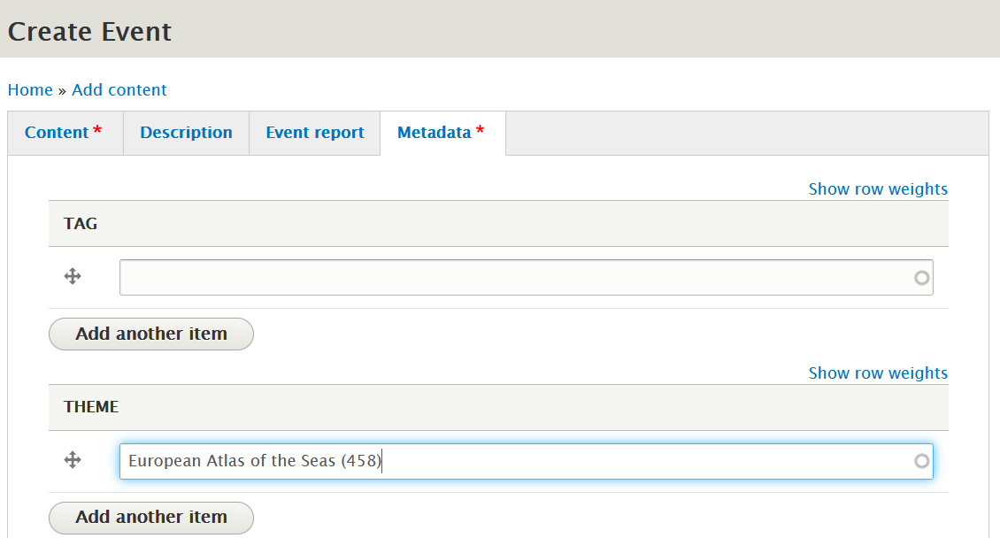 Create Event
Home » Add content
Content * Description Event report Metadata *
Show row weights
TAG
Add another item
Show row weights
THEME
European Atlas of the Seas (458)
Add another item